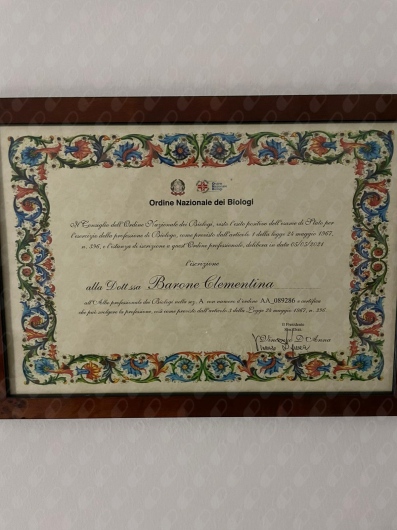 Ordine Nazionale dei Biologi
Il Consiglio dell'Ordine Nazionale dei Biologi, visto l'esito positivo dell'esame di Stato per
l'esercizio della professione di Biologo, come previsto dall'articolo 1 della legge 24 maggio 1967,
n. 396, e l'istanza di iscrizione a quest'Ordine professionale, delibera in data
l'iscrizione
alla Dott.ssa Barone Clementina
all'Albo professionale dei Biologi nella sez. A, con numero d'ordine AA_089286 e certifica
che può svolgere la professione, così come previsto dall'articolo 3 della Legge 24 maggio 1967, n. 396
Il Presidente
Vincenzo D'Anna